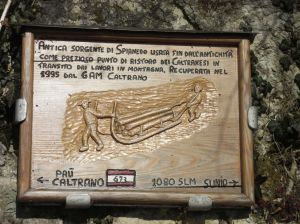 ANTICA SORGENTE DI SPIANEDO USATA FIN DALL'ANTICHITÀ
COME PREZIOSO PUNTO DI RISTORO DEI CALTRANESI IN
TRANSITO DAI LAVORI IN MONTAGNA, RECUPERATA NEL
1995 DAL GAM CALTRANO
PAÙ
CALTRANO
673
1080 SLM
SUNIO